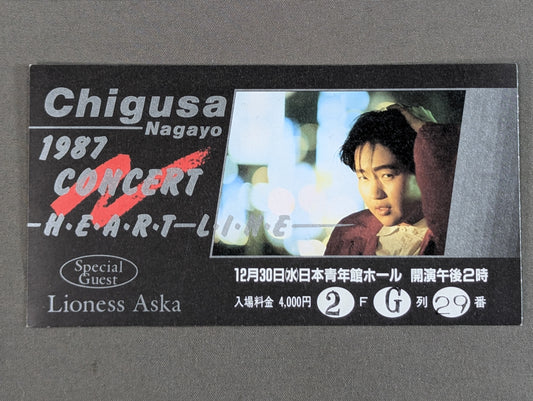 Chigusa
Nagayo
1987
CONCERT
N
-H・E・A・R・T-L・I・N・E-
Special
Guest
Lioness Aska
12月30日(水)日本青年館ホール 開演午後2時
入場料金 4,000円 2 F G 列 29 番